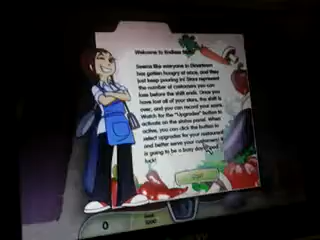 Welcome to Endless
Seems like everyone in Dinertown
has gotten hungry at once, and they
just keep pouring in! Stars represent
the number of customers you can
lose before the shift ends. Once you
have lost all of your stars, the shift is
over, and you can record your score.
Watch for the "Upgrades" button to
activate on the status panel. When
active, you can click the button to
select upgrades for your restaurant
and better serve your customers! It
is going to be a busy day
luck!
0